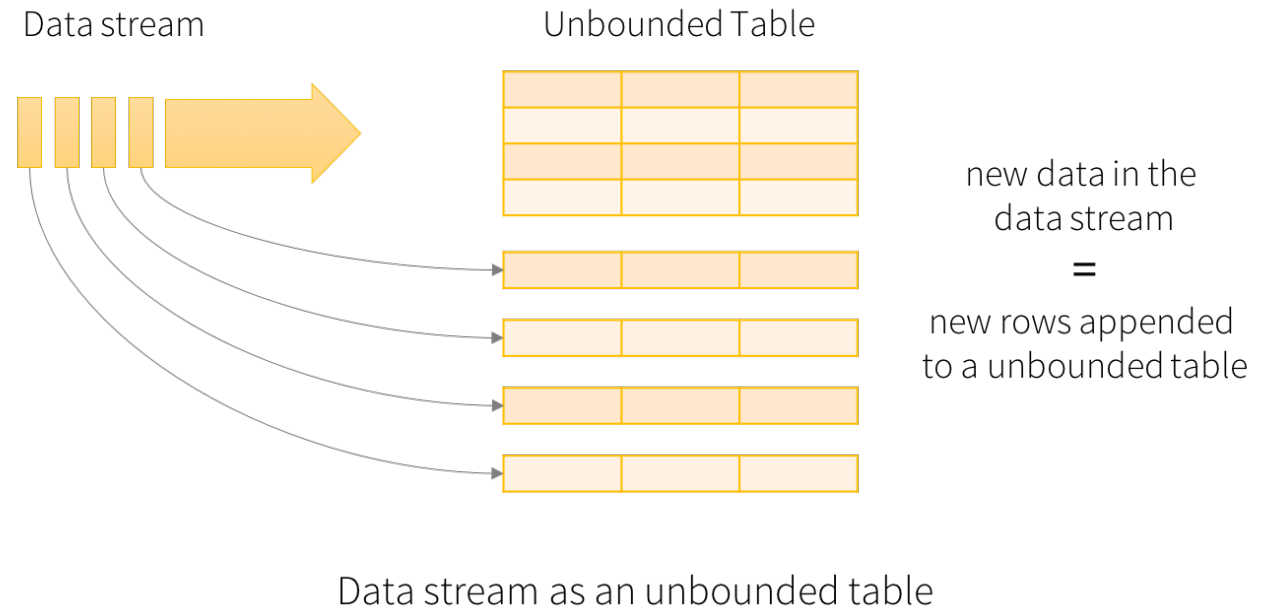 Data stream
Unbounded Table
new data in the
data stream
=
new rows appended
to a unbounded table
Data stream as an unbounded table